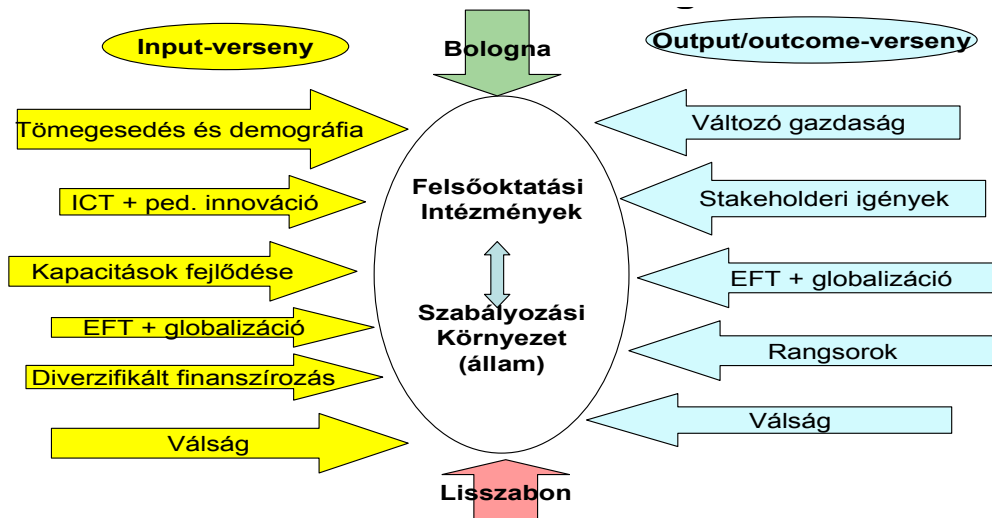 Input-verseny
Bologna
Output/outcome-verseny
Tömegesedés és demográfia
ICT + ped. innováció
Kapacitások fejlődése
EFT + globalizáció
Diverzifikált finanszírozás
Válság
Felsőoktatási
Intézmények
Szabályozási
Környezet
(állam)
Változó gazdaság
Stakeholderi igények
EFT + globalizáció
Rangsorok
Válság
Lisszabon